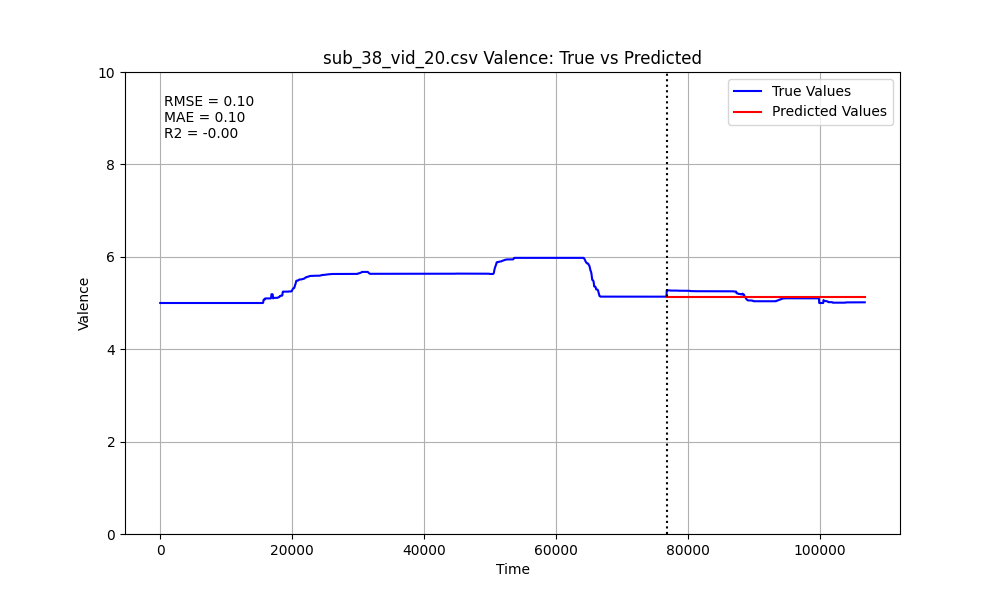 sub_38_vid_20.csv Valence: True vs Predicted
RMSE = 0.10
MAE = 0.10
R2 = -0.00
True Values
Predicted Values
Valence
10
8
6
4
2
0
0
20000
40000
60000
80000
100000
Time